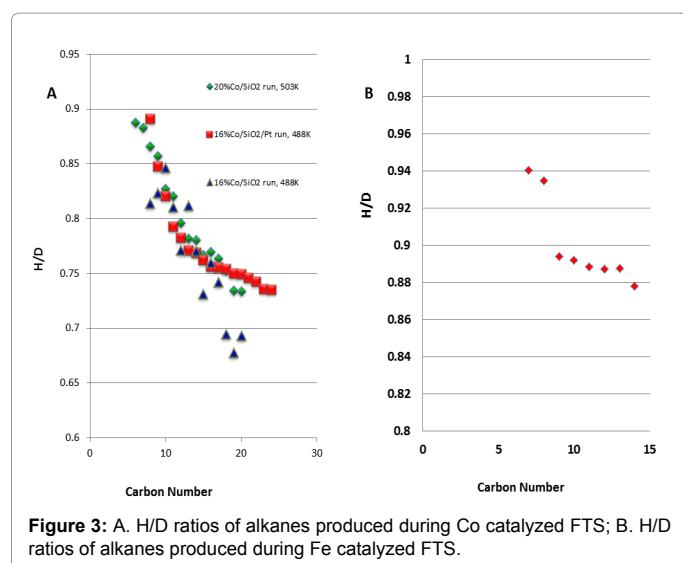 A
0.95
0.9
0.85
0.8
0.75
0.7
0.65
0.6
H/D
0
10
20
30
Carbon Number
20%Co/SiO2 run, 503K
16%Co/SiO2/Pt run, 488K
16%Co/SiO2 run, 488K
B
1
0.98
0.96
0.94
0.92
0.9
0.88
0.86
0.84
0.82
0.8
H/D
0
5
10
15
Carbon Number
Figure 3: A. H/D ratios of alkanes produced during Co catalyzed FTS; B. H/D
ratios of alkanes produced during Fe catalyzed FTS.